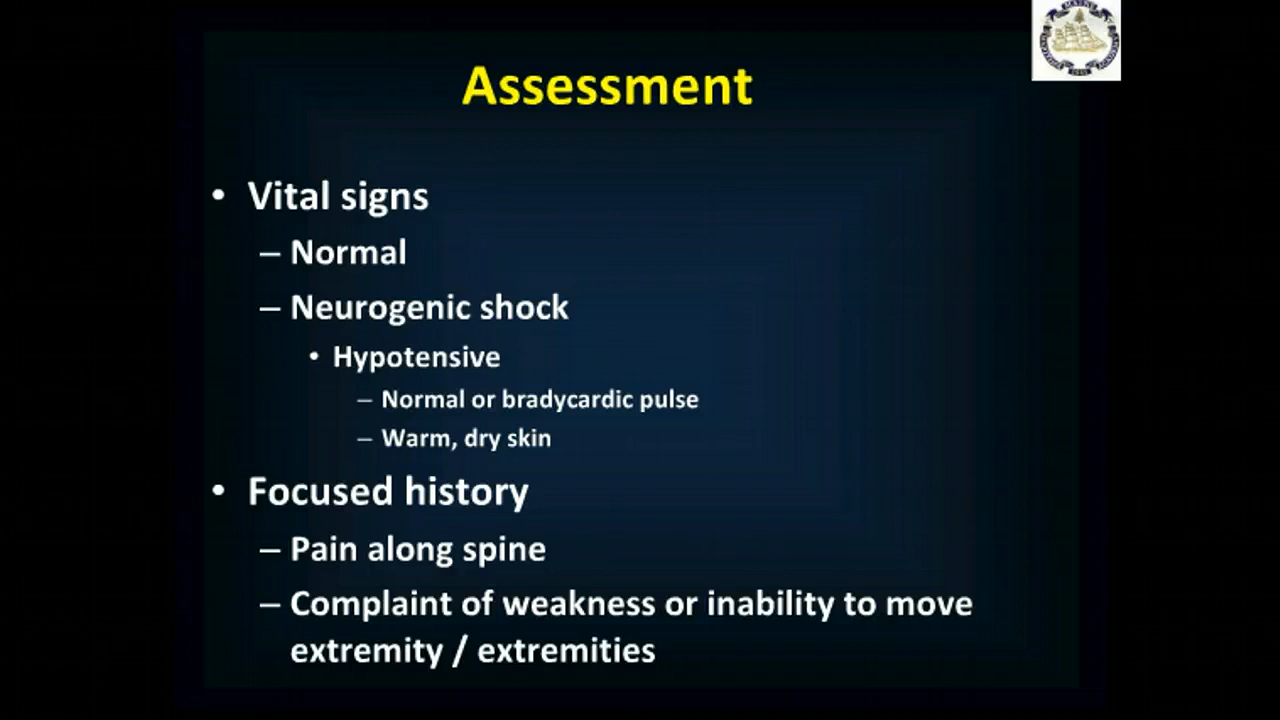 Assessment
• Vital signs
– Normal
– Neurogenic shock
• Hypotensive
– Normal or bradycardic pulse
– Warm, dry skin
• Focused history
– Pain along spine
– Complaint of weakness or inability to move
extremity / extremities